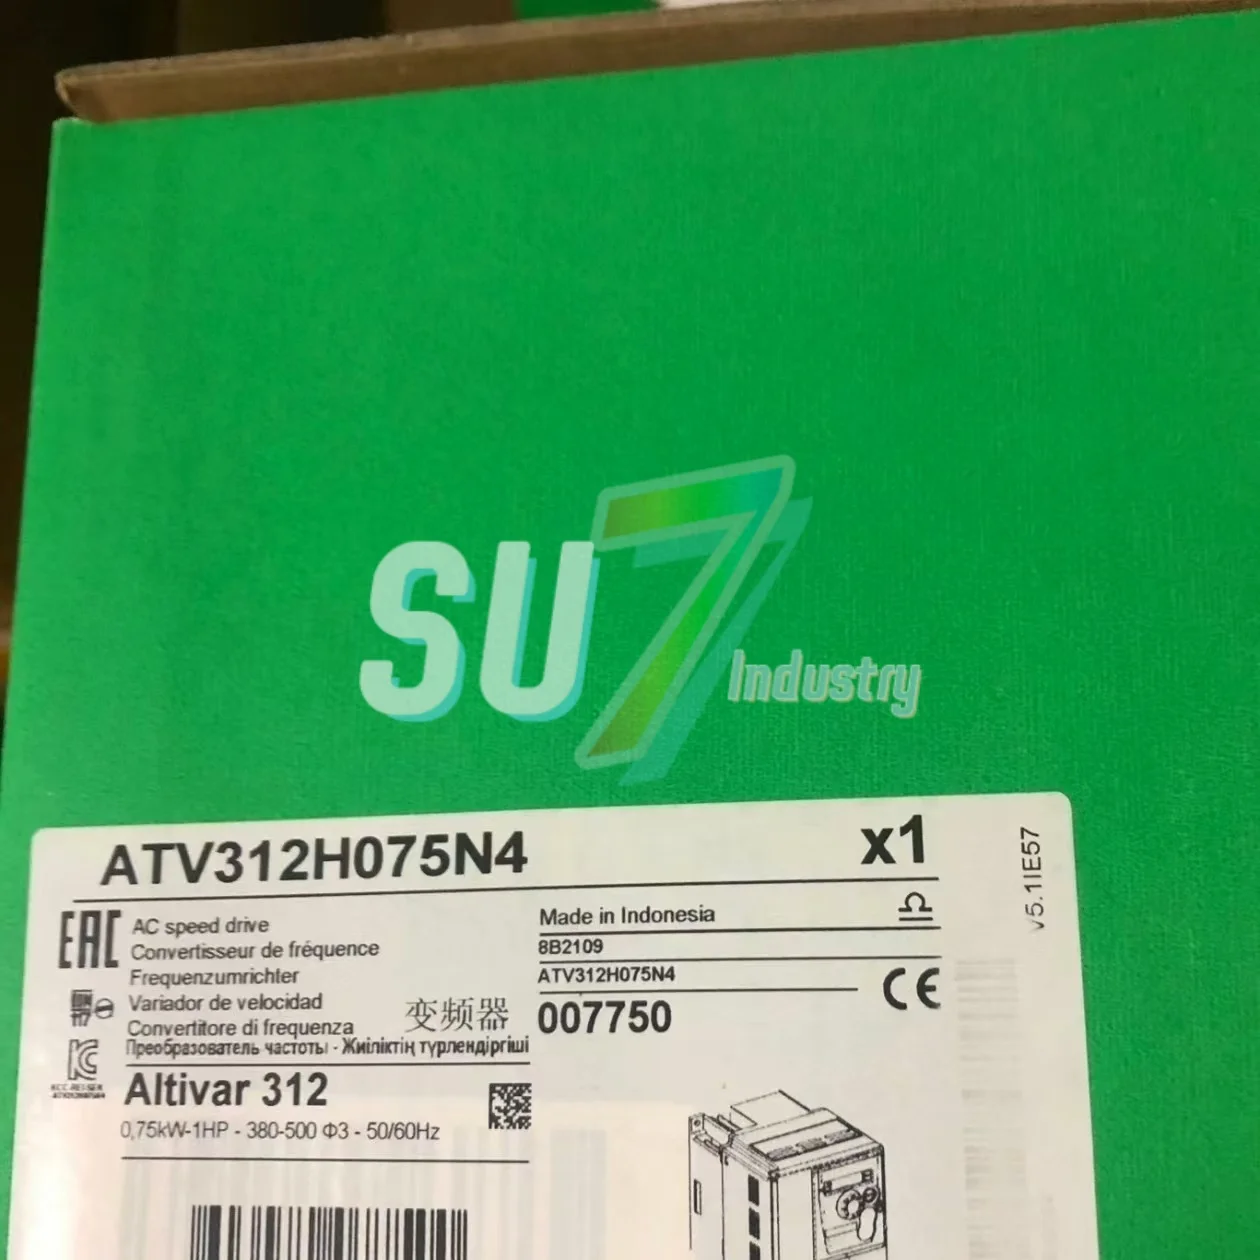 SU7 Industry
ATV312H075N4 x1
v5.1IE57
EAC
AC speed drive
Convertisseur de fréquence
Frequenzumrichter
Variador de velocidad
Convertitore di frequenza
变频器
Преобразователь частоты - Жиіліктің түрлендіргіші
Altivar 312
0,75kW-1HP - 380-500 Φ3 - 50/60Hz
Made in Indonesia
8B2109
ATV312H075N4
007750
CE